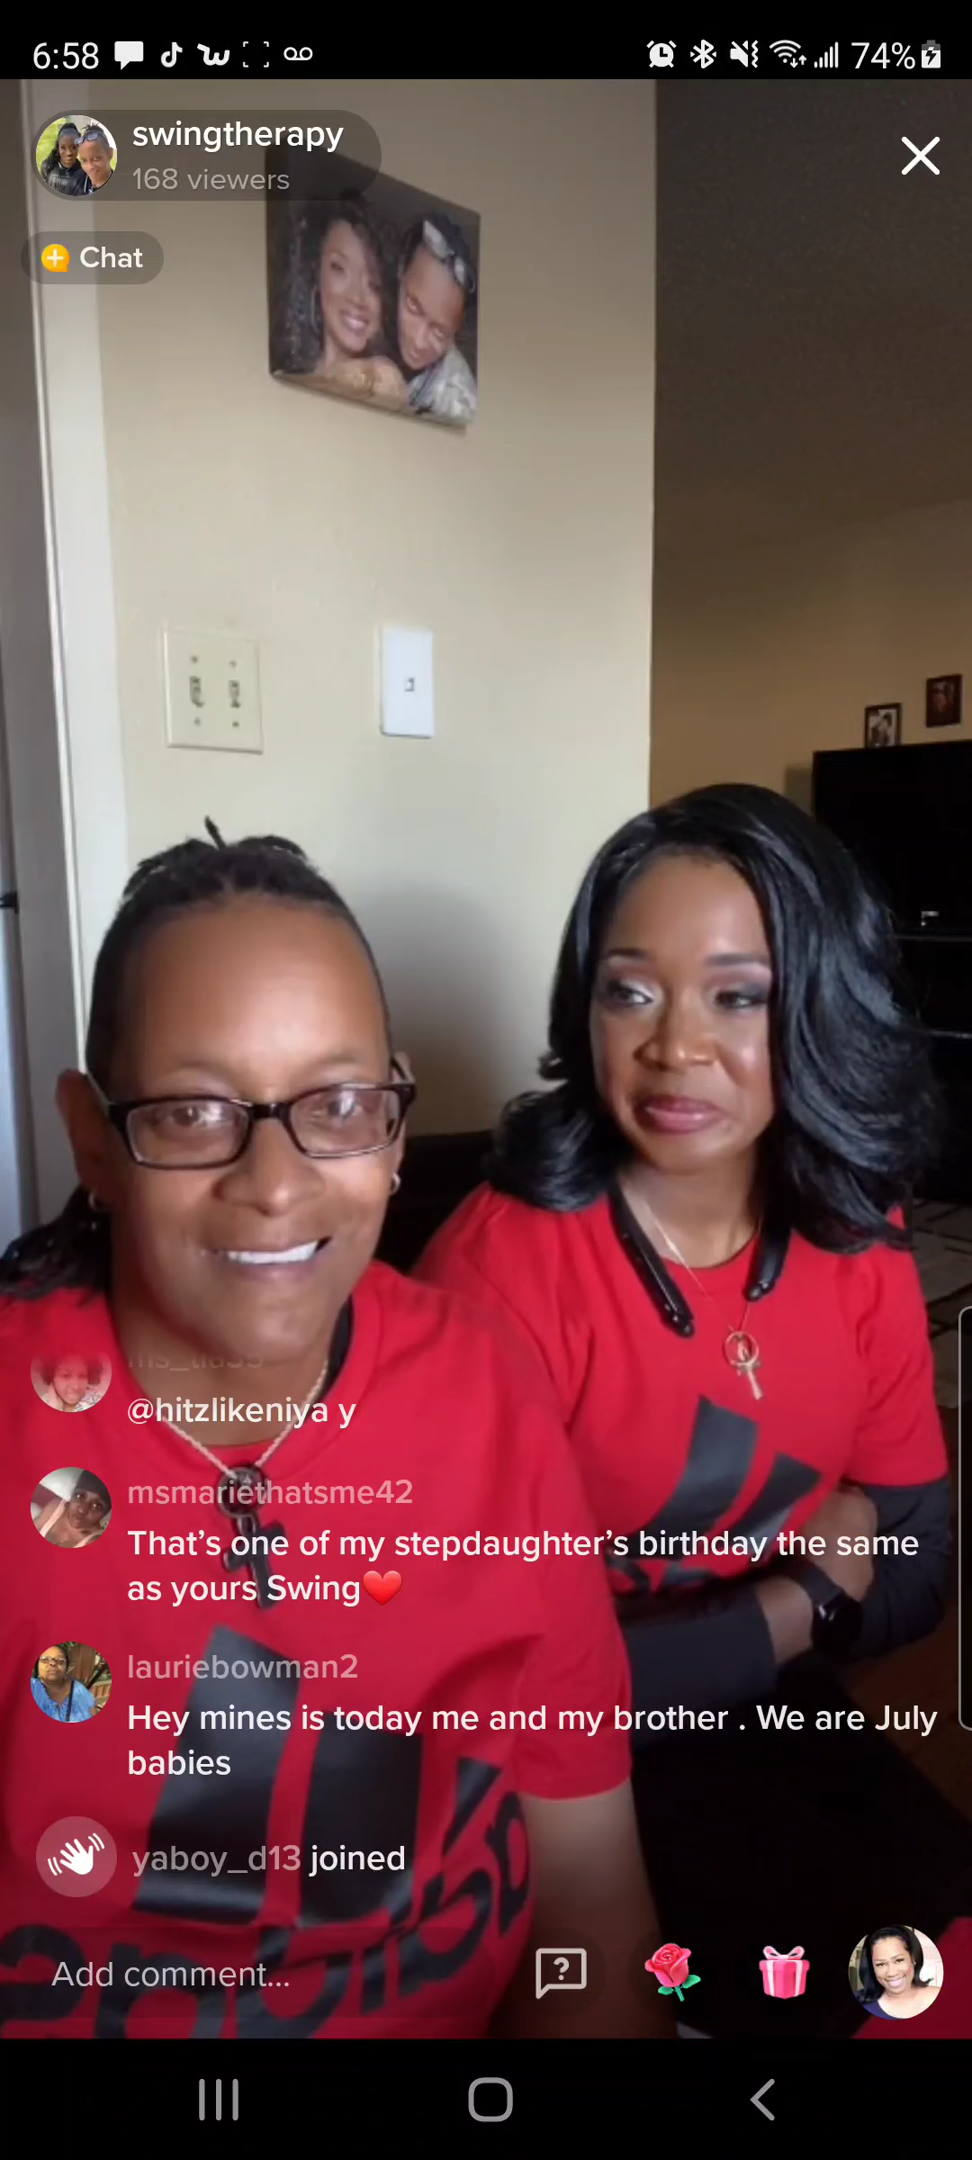 6:58
74%
swingtherapy
168 viewers
Chat
@hitzlikeniya y
msmariethatsme42
That’s one of my stepdaughter’s birthday the same
as yours Swing❤️
lauriebowman2
Hey mines is today me and my brother . We are July
babies
yaboy_d13 joined
Add comment...